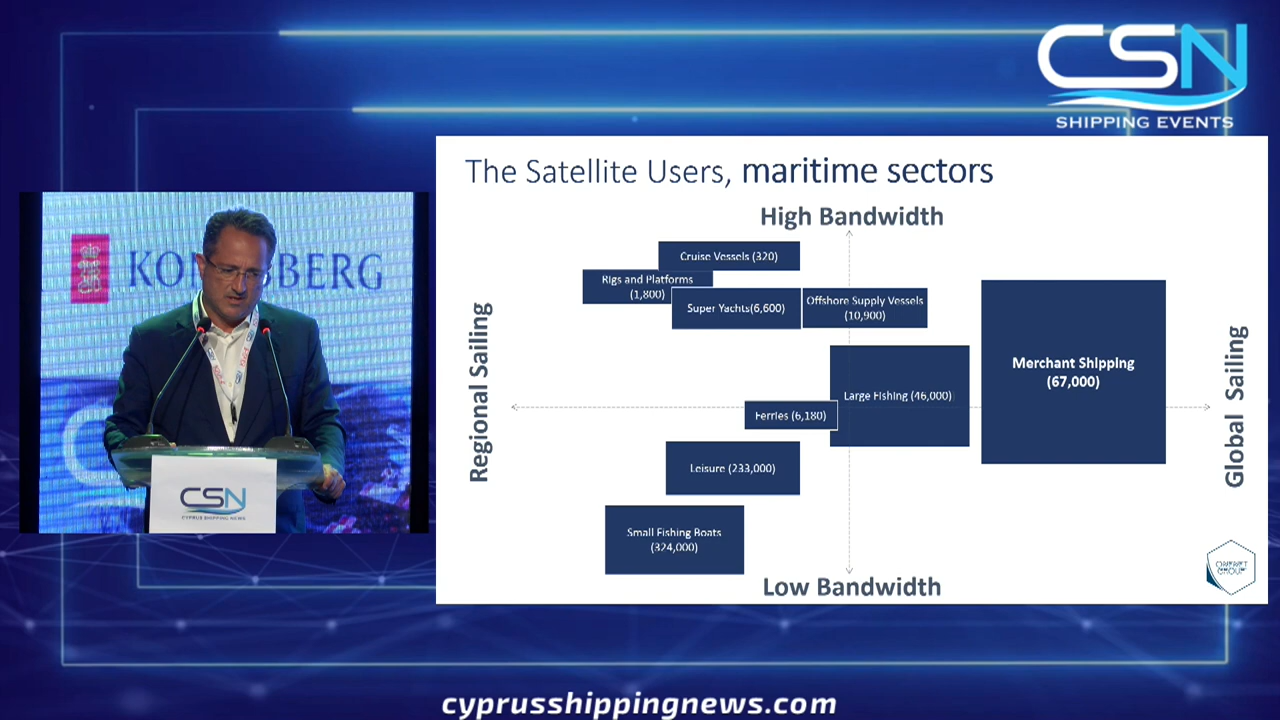 CSN
SHIPPING EVENTS
The Satellite Users, maritime sectors
High Bandwidth
Cruise Vessels (320)
Rigs and Platforms
(1,800)
Super Yachts(6,600)
Offshore Supply Vessels
(10,900)
Regional Sailing
Merchant Shipping
(67,000)
Global Sailing
Large Fishing (46,000)
Ferries (6,180)
Leisure (233,000)
Small Fishing Boats
(324,000)
Low Bandwidth
ONENET
GROUP
CSN
CYPRUS SHIPPING NEWS
cyprusshippingnews.com